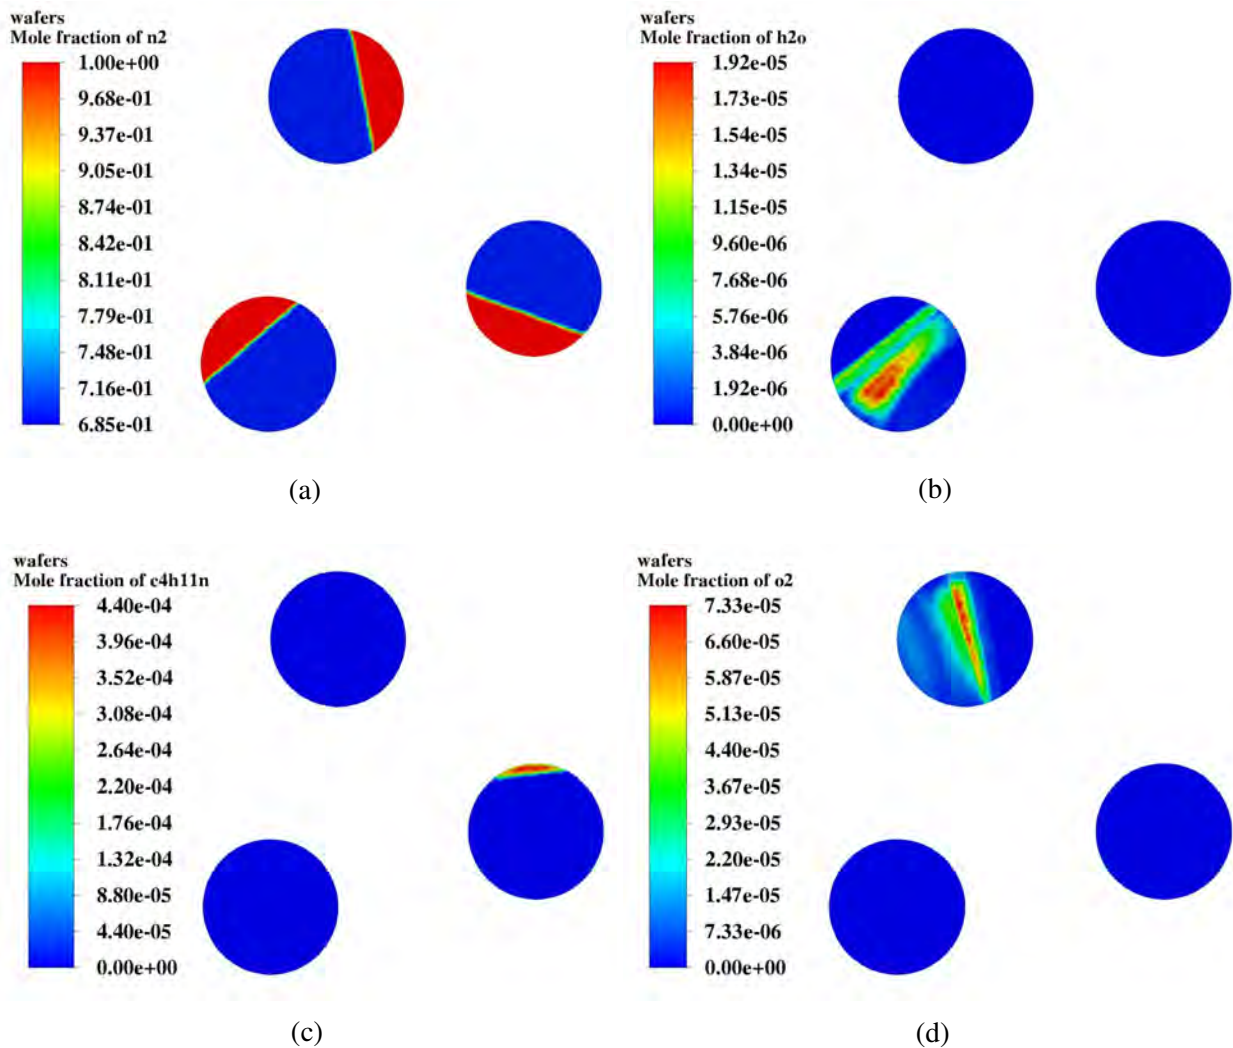 wafers
Mole fraction of n2
1.00e+00
9.68e-01
9.37e-01
9.05e-01
8.74e-01
8.42e-01
8.11e-01
7.79e-01
7.48e-01
7.16e-01
6.85e-01
(a)
wafers
Mole fraction of h2o
1.92e-05
1.73e-05
1.54e-05
1.34e-05
1.15e-05
9.60e-06
7.68e-06
5.76e-06
3.84e-06
1.92e-06
0.00e+00
(b)
wafers
Mole fraction of c4h11n
4.40e-04
3.96e-04
3.52e-04
3.08e-04
2.64e-04
2.20e-04
1.76e-04
1.32e-04
8.80e-05
4.40e-05
0.00e+00
(c)
wafers
Mole fraction of o2
7.33e-05
6.60e-05
5.87e-05
5.13e-05
4.40e-05
3.67e-05
2.93e-05
2.20e-05
1.47e-05
7.33e-06
0.00e+00
(d)